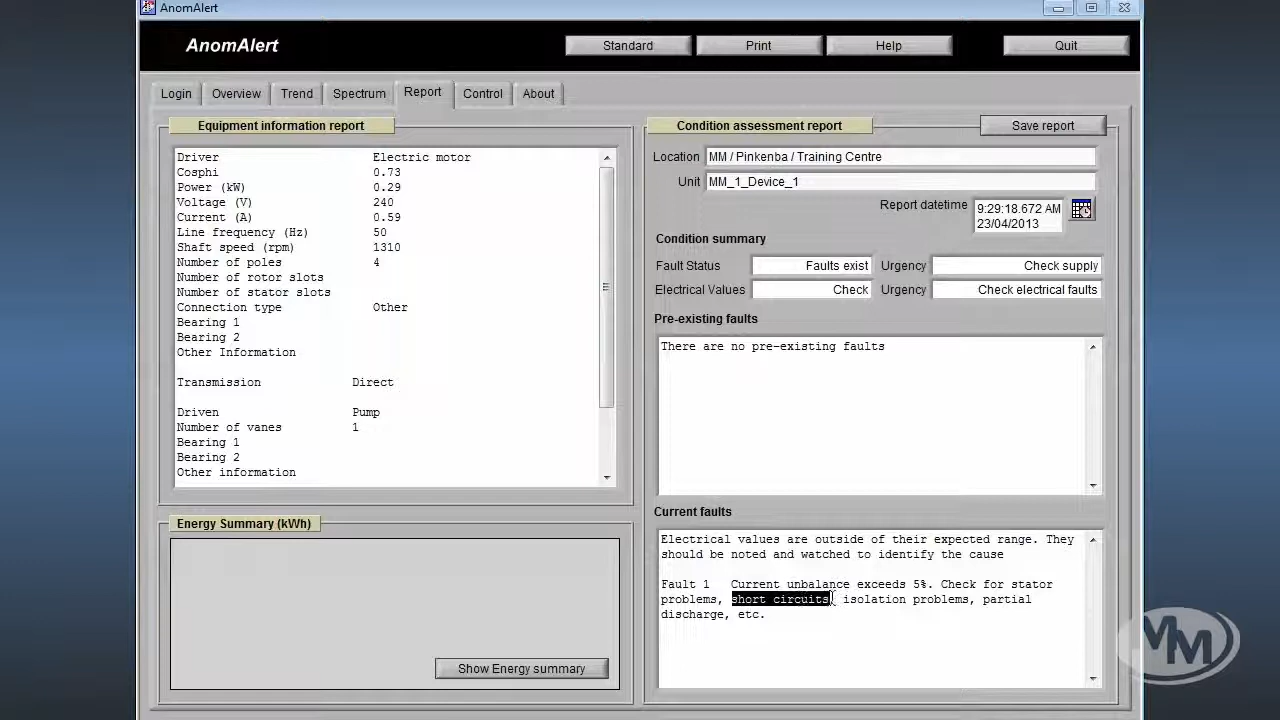 AnomAlert
AnomAlert
Standard
Print
Help
Quit
Login
Overview
Trend
Spectrum
Report
Control
About
Equipment information report
Driver Electric motor
Cosphi 0.73
Power (kW) 0.29
Voltage (V) 240
Current (A) 0.59
Line frequency (Hz) 50
Shaft speed (rpm) 1310
Number of poles 4
Number of rotor slots
Number of stator slots
Connection type Other
Bearing 1
Bearing 2
Other Information
Transmission Direct
Driven Pump
Number of vanes 1
Bearing 1
Bearing 2
Other information
Energy Summary (kWh)
Show Energy summary
Condition assessment report
Save report
Location MM / Pinkenba / Training Centre
Unit MM_1_Device_1
Report datetime 9:29:18.672 AM
23/04/2013
Condition summary
Fault Status Faults exist Urgency Check supply
Electrical Values Check Urgency Check electrical faults
Pre-existing faults
There are no pre-existing faults
Current faults
Electrical values are outside of their expected range. They
should be noted and watched to identify the cause
Fault 1 Current unbalance exceeds 5%. Check for stator
problems, short circuits, isolation problems, partial
discharge, etc.
MM